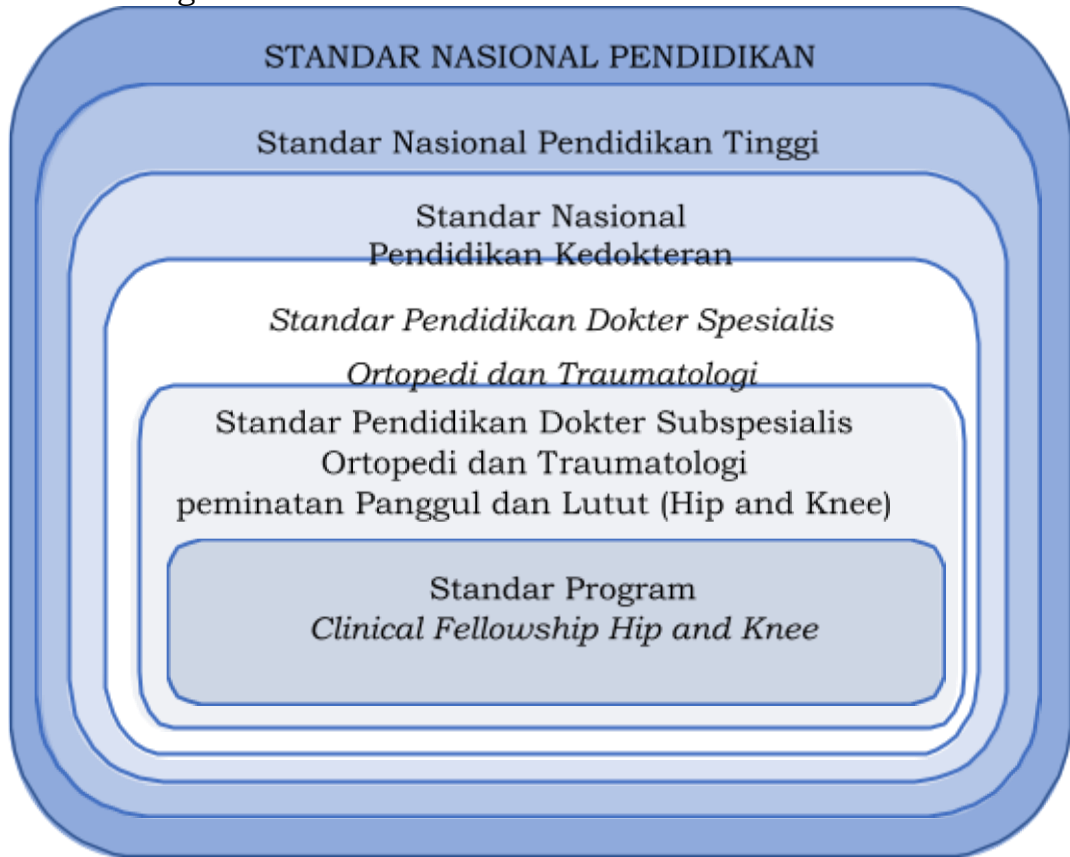 STANDAR NASIONAL PENDIDIKAN
Standar Nasional Pendidikan Tinggi
Standar Nasional
Pendidikan Kedokteran
Standar Pendidikan Dokter Spesialis
Ortopedi dan Traumatologi
Standar Pendidikan Dokter Subspesialis
Ortopedi dan Traumatologi
peminatan Panggul dan Lutut (Hip and Knee)
Standar Program
Clinical Fellowship Hip and Knee